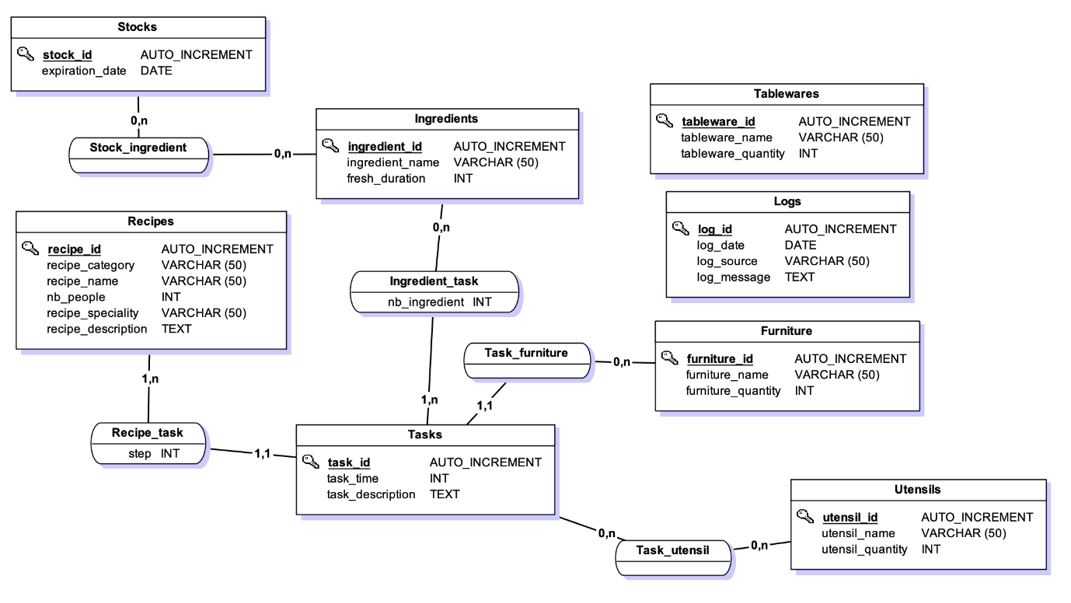 Stocks
stock_id AUTO_INCREMENT
expiration_date DATE
0,n
Stock_ingredient
0,n
Ingredients
ingredient_id AUTO_INCREMENT
ingredient_name VARCHAR (50)
fresh_duration INT
0,n
Tablewares
tableware_id AUTO_INCREMENT
tableware_name VARCHAR (50)
tableware_quantity INT
Logs
log_id AUTO_INCREMENT
log_date DATE
log_source VARCHAR (50)
log_message TEXT
Recipes
recipe_id AUTO_INCREMENT
recipe_category VARCHAR (50)
recipe_name VARCHAR (50)
nb_people INT
recipe_speciality VARCHAR (50)
recipe_description TEXT
1,n
Ingredient_task
nb_ingredient INT
1,n
Task_furniture
0,n
1,1
Furniture
furniture_id AUTO_INCREMENT
furniture_name VARCHAR (50)
furniture_quantity INT
Recipe_task
step INT
1,1
Tasks
task_id AUTO_INCREMENT
task_time INT
task_description TEXT
0,n
Task_utensil
0,n
Utensils
utensil_id AUTO_INCREMENT
utensil_name VARCHAR (50)
utensil_quantity INT